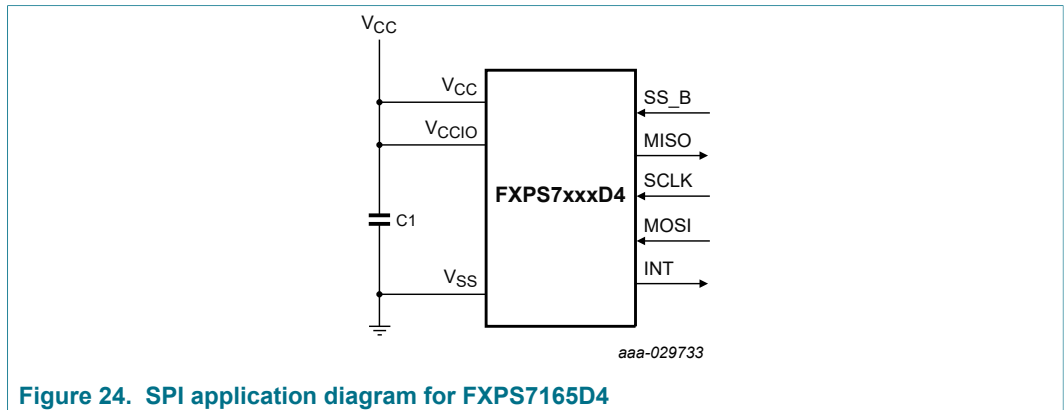 VCC
VCC
VCCIO
C1
VSS
FXPS7xxxD4
SS_B
MISO
SCLK
MOSI
INT
aaa-029733
Figure 24. SPI application diagram for FXPS7165D4